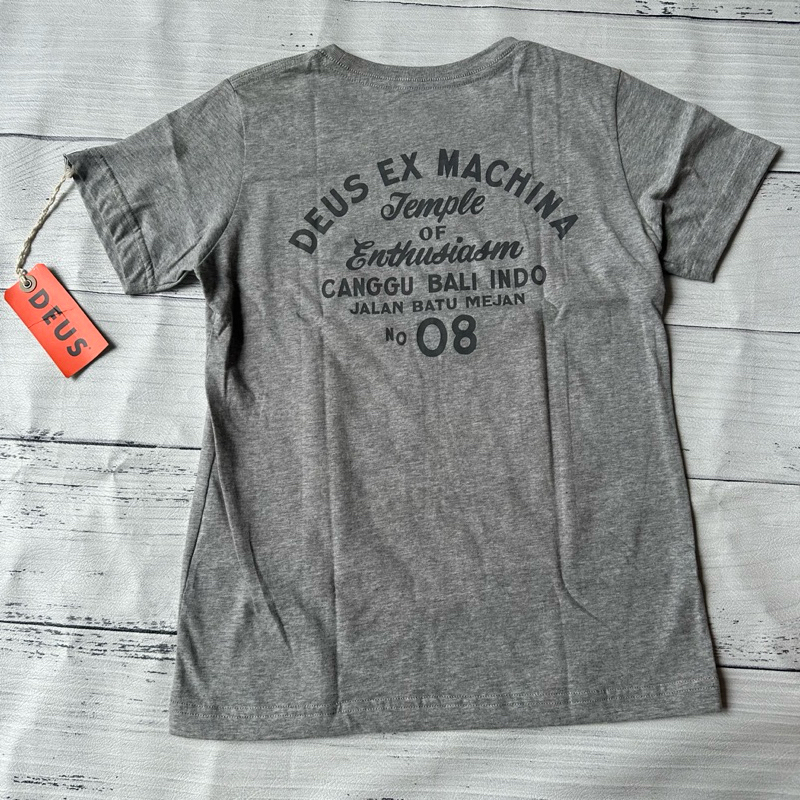 DEUS EX MACHINA
Temple
OF
Enthusiasm
CANGGU BALI INDO
JALAN BATU MEJAN
NO 08
DEUS